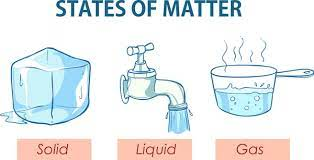 STATES OF MATTER
Solid
Liquid
Gas